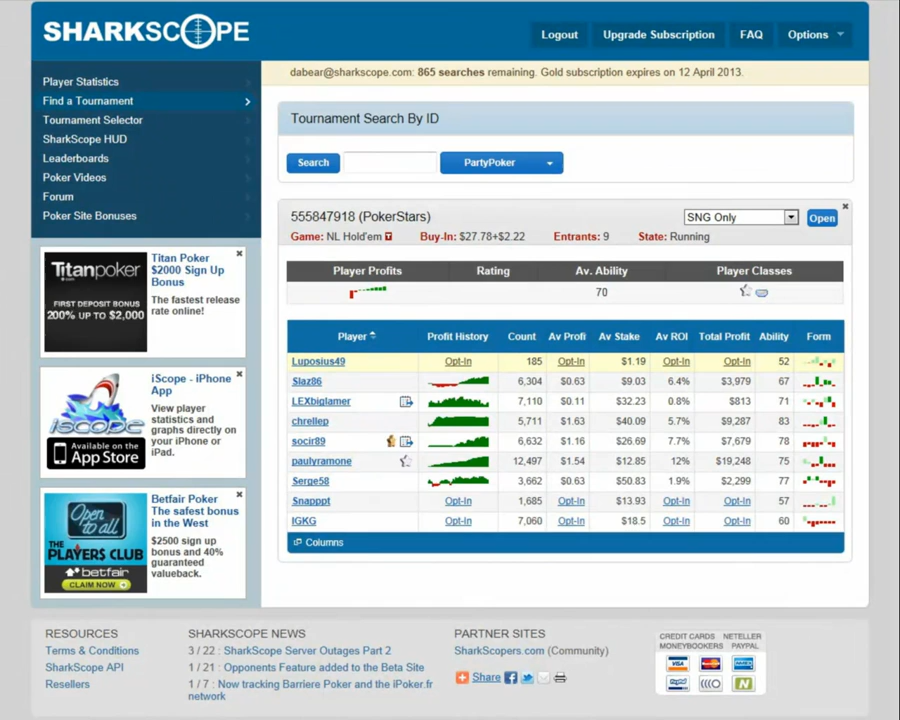 SHARKSCOPE
Logout Upgrade Subscription FAQ Options
dabear@sharkscope.com: 865 searches remaining. Gold subscription expires on 12 April 2013.
Player Statistics
Find a Tournament
Tournament Selector
SharkScope HUD
Leaderboards
Poker Videos
Forum
Poker Site Bonuses
Titanpoker
FIRST DEPOSIT BONUS
200% UP TO $2,000
Titan Poker
$2000 Sign Up
Bonus
The fastest release
rate online!
iscope
Available on the
App Store
iScope - iPhone
App
View player
statistics and
graphs directly on
your iPhone or
iPad.
Open
to all
THE
PLAYERS CLUB
betfair
CLAIM NOW
Betfair Poker
The safest bonus
in the West
$2500 sign up
bonus and 40%
guaranteed
valueback.
Tournament Search By ID
Search PartyPoker
555847918 (PokerStars)
SNG Only Open
Game: NL Hold'em Buy-In: $27.78+$2.22 Entrants: 9 State: Running
Player Profits Rating Av. Ability Player Classes
70
Player Profit History Count Av Profi Av Stake Av ROI Total Profit Ability Form
Luposius49 Opt-In 185 Opt-In $1.19 Opt-In Opt-In 52
Slaz86 6,304 $0.63 $9.03 6.4% $3,979 67
LEXbiglamer 7,110 $0.11 $32.23 0.8% $813 71
chrellep 5,711 $1.63 $40.09 5.7% $9,287 83
socir89 6,632 $1.16 $26.69 7.7% $7,679 78
paulyramone 12,497 $1.54 $12.85 12% $19,248 75
Serge58 3,662 $0.63 $50.83 1.9% $2,299 77
Snapppt Opt-In 1,685 Opt-In $13.93 Opt-In Opt-In 57
IGKG Opt-In 7,060 Opt-In $18.5 Opt-In Opt-In 60
Columns
RESOURCES
Terms & Conditions
SharkScope API
Resellers
SHARKSCOPE NEWS
3 / 22 : SharkScope Server Outages Part 2
1 / 21 : Opponents Feature added to the Beta Site
1 / 7 : Now tracking Barriere Poker and the iPoker.fr
network
PARTNER SITES
SharkScopers.com (Community)
Share
CREDIT CARDS NETELLER
MONEYBOOKERS PAYPAL
VISA
N